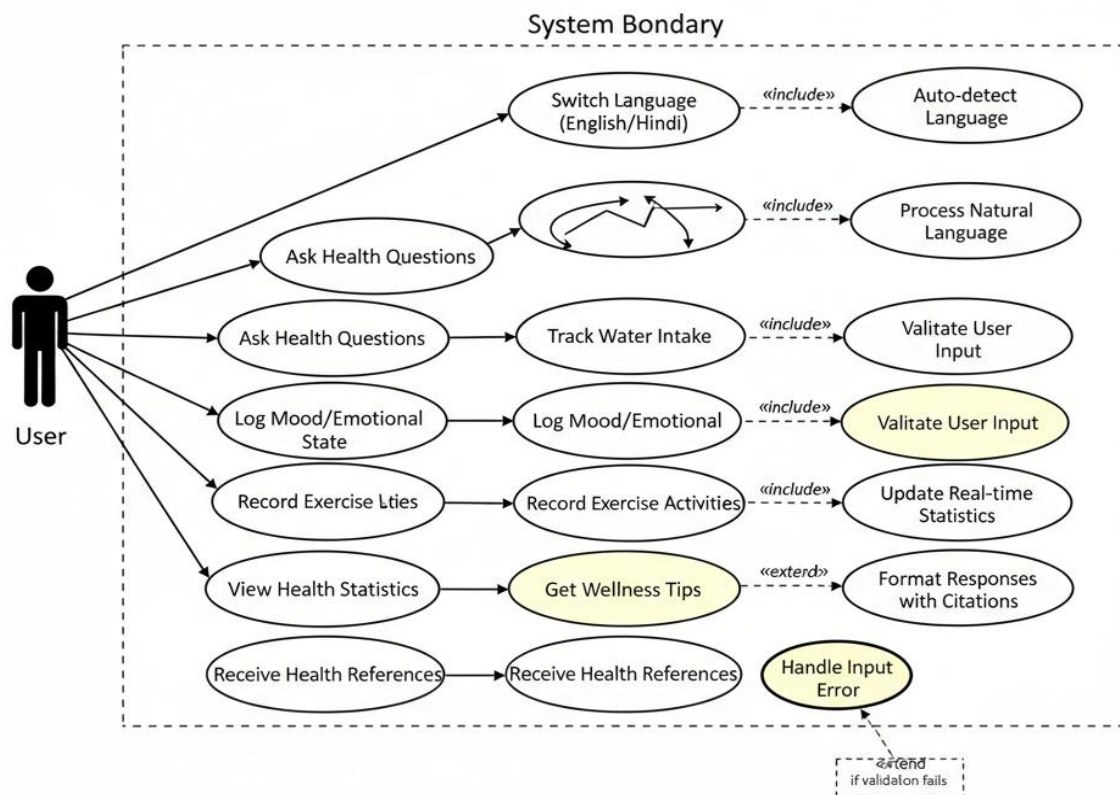 System Bondary
Switch Language
(English/Hindi)
«include»
Auto-detect
Language
Ask Health Questions
«include»
Process Natural
Language
User
Ask Health Questions
Track Water Intake
«include»
Valitate User
Input
Log Mood/Emotional
State
Log Mood/Emotional
«include»
Valitate User Input
Record Exercise
Record Exercise Activities
«include»
Update Real-time
Statistics
View Health Statistics
Get Wellness Tips
«extend»
Format Responses
with Citations
Receive Health References
Receive Health References
Handle Input
Error
if validaton fails